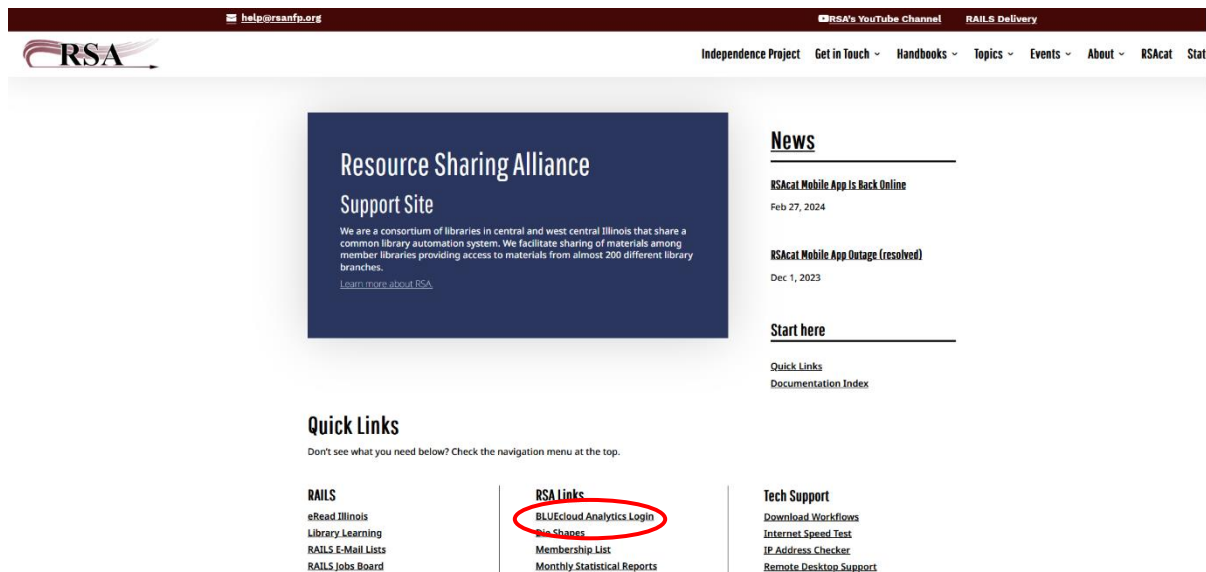 help@rsanfp.org
RSA's YouTube Channel RAILS Delivery
RSA
Independence Project Get in Touch Handbooks Topics Events About RSAcat Stat
Resource Sharing Alliance
Support Site
We are a consortium of libraries in central and west central Illinois that share a
common library automation system. We facilitate sharing of materials among
member libraries providing access to materials from almost 200 different library
branches.
Learn more about RSA.
News
RSAcat Mobile App Is Back Online
Feb 27, 2024
RSAcat Mobile App Outage (resolved)
Dec 1, 2023
Start here
Quick Links
Documentation Index
Quick Links
Don't see what you need below? Check the navigation menu at the top.
RAILS
eRead Illinois
Library Learning
RAILS E-Mail Lists
RAILS Jobs Board
RSA Links
BLUEcloud Analytics Login
Die Shapes
Membership List
Monthly Statistical Reports
Tech Support
Download Workflows
Internet Speed Test
IP Address Checker
Remote Desktop Support